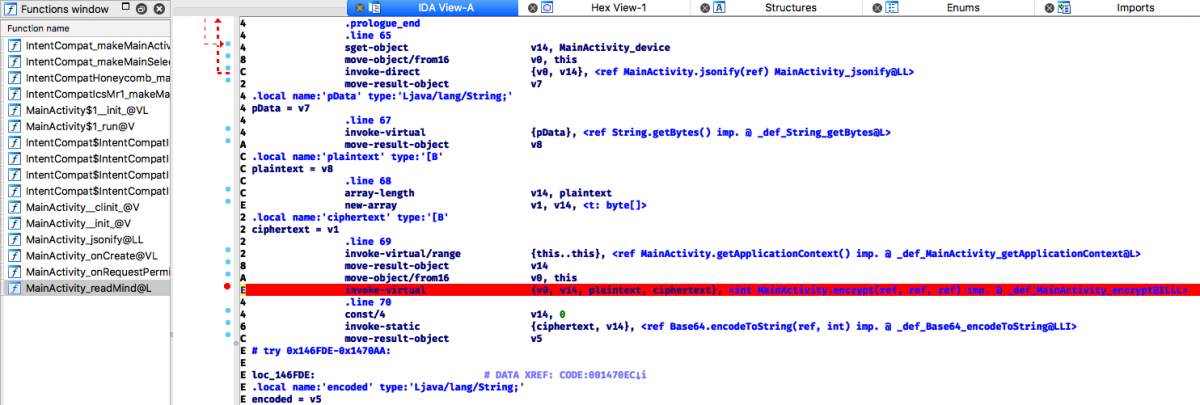 Functions window
IDA View-A
Hex View-1
Structures
Enums
Imports
Function name
IntentCompat_makeMainActiv
IntentCompat_makeMainSelec
IntentCompatHoneycomb_ma
IntentCompatIcsMr1_makeMa
MainActivity$1__init_@VL
MainActivity$1_run@V
IntentCompat$IntentCompatI
IntentCompat$IntentCompatI
IntentCompat$IntentCompatI
MainActivity__clinit_@V
MainActivity__init_@V
MainActivity_jsonify@LL
MainActivity_onCreate@VL
MainActivity_onRequestPermi
MainActivity_readMind@L
4 .prologue_end
4 .line 65
4 sget-object v14, MainActivity_device
8 move-object/from16 v0, this
C invoke-direct {v0, v14}, <ref MainActivity.jsonify(ref) MainActivity_jsonify@LL>
2 move-result-object v7
4 .local name:'pData' type:'Ljava/lang/String;'
4 pData = v7
4 .line 67
4 invoke-virtual {pData}, <ref String.getBytes() imp. @ _def_String_getBytes@L>
A move-result-object v8
C .local name:'plaintext' type:'[B'
C plaintext = v8
C .line 68
C array-length v14, plaintext
E new-array v1, v14, <t: byte[]>
2 .local name:'ciphertext' type:'[B'
2 ciphertext = v1
2 .line 69
2 invoke-virtual/range {this..this}, <ref MainActivity.getApplicationContext() imp. @ _def_MainActivity_getApplicationContext@L>
8 move-result-object v14
A move-object/from16 v0, this
E invoke-virtual {v0, v14, plaintext, ciphertext}, <int MainActivity.encrypt(ref, ref, ref) imp. @ _def_MainActivity_encrypt@ILLL>
4 .line 70
4 const/4 v14, 0
6 invoke-static {ciphertext, v14}, <ref Base64.encodeToString(ref, int) imp. @ _def_Base64_encodeToString@LLI>
C move-result-object v5
E # try 0x146FDE-0x1470AA:
E
E loc_146FDE: # DATA XREF: CODE:001470EC↓i
E .local name:'encoded' type:'Ljava/lang/String;'
E encoded = v5